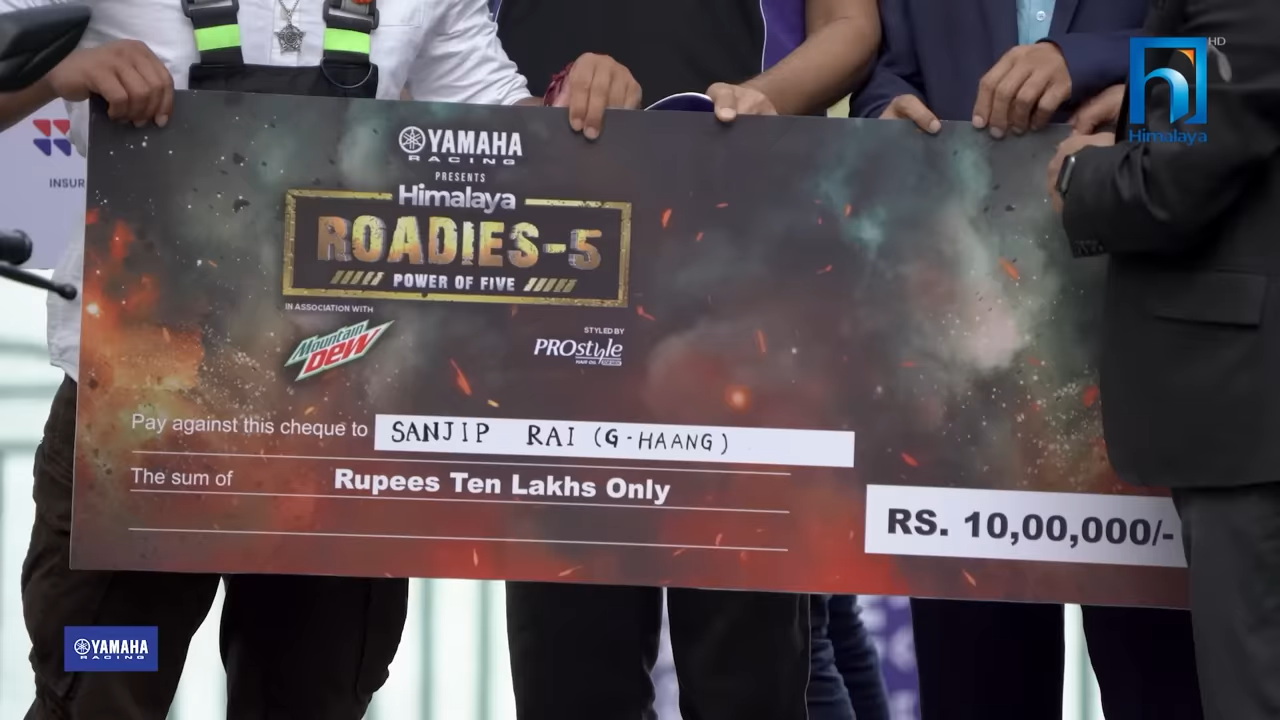 HD
Himalaya
INSUR
YAMAHA
RACING
PRESENTS
Himalaya
ROADIES-5
POWER OF FIVE
IN ASSOCIATION WITH
Mountain
DEW
STYLED BY
PROstyle
Pay against this cheque to SANJIP RAI (G-HAANG)
The sum of Rupees Ten Lakhs Only
RS. 10,00,000/-
YAMAHA
RACING